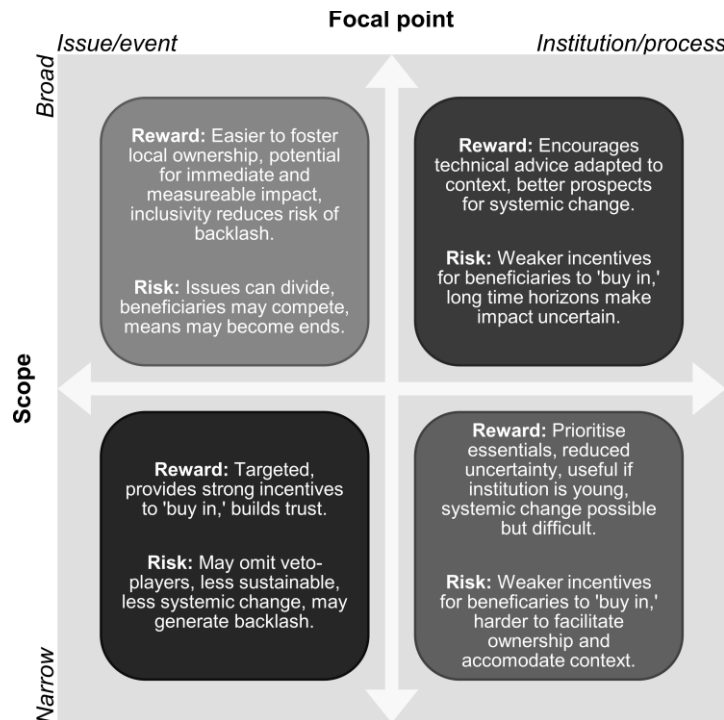 Focal point
Issue/event
Institution/process
Broad
Reward: Easier to foster
local ownership, potential
for immediate and
measureable impact,
inclusivity reduces risk of
backlash.
Risk: Issues can divide,
beneficiaries may compete,
means may become ends.
Reward: Encourages
technical advice adapted to
context, better prospects
for systemic change.
Risk: Weaker incentives
for beneficiaries to 'buy in,'
long time horizons make
impact uncertain.
Scope
Reward: Targeted,
provides strong incentives
to 'buy in,' builds trust.
Risk: May omit veto-
players, less sustainable,
less systemic change, may
generate backlash.
Reward: Prioritise
essentials, reduced
uncertainty, useful if
institution is young,
systemic change possible
but difficult.
Risk: Weaker incentives
for beneficaries to 'buy in,'
harder to facilitate
ownership and
accomodate context.
Narrow